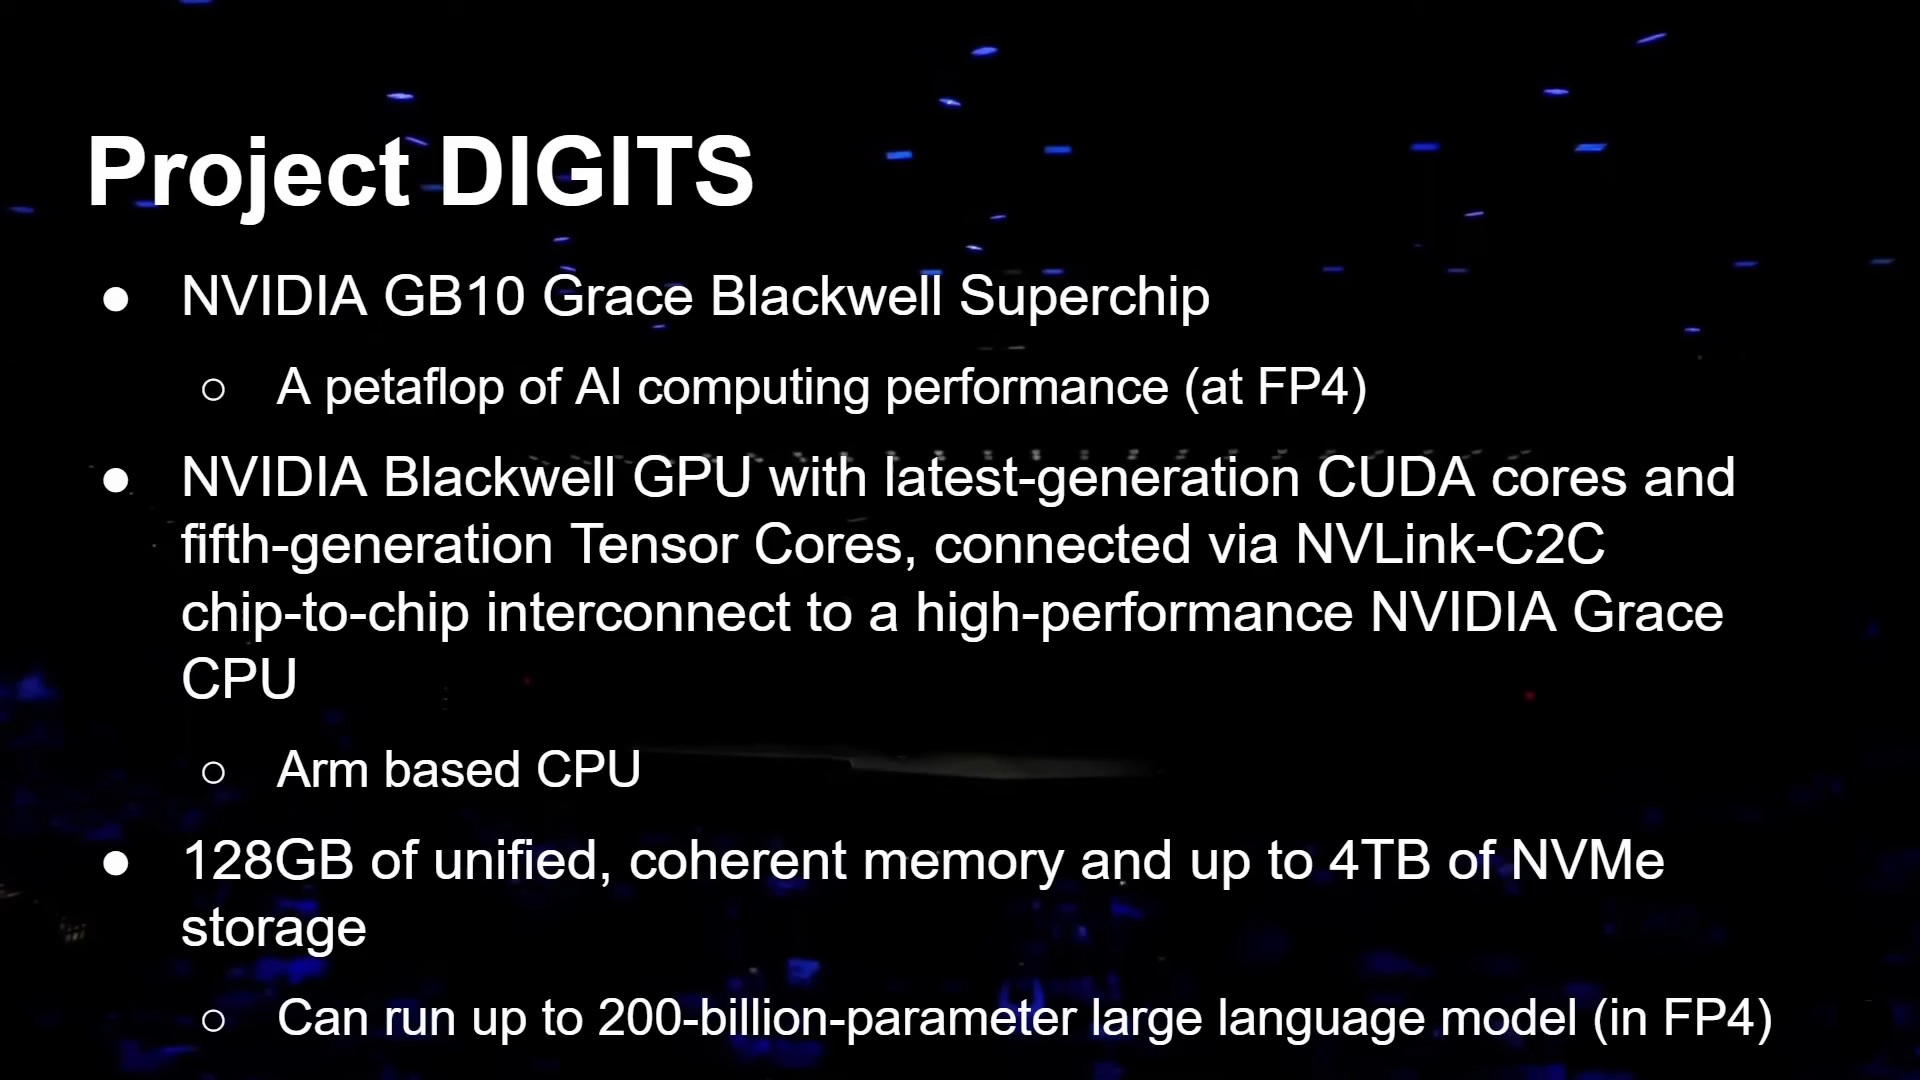 Project DIGITS
● NVIDIA GB10 Grace Blackwell Superchip
○ A petaflop of AI computing performance (at FP4)
● NVIDIA Blackwell GPU with latest-generation CUDA cores and
fifth-generation Tensor Cores, connected via NVLink-C2C
chip-to-chip interconnect to a high-performance NVIDIA Grace
CPU
○ Arm based CPU
● 128GB of unified, coherent memory and up to 4TB of NVMe
storage
○ Can run up to 200-billion-parameter large language model (in FP4)